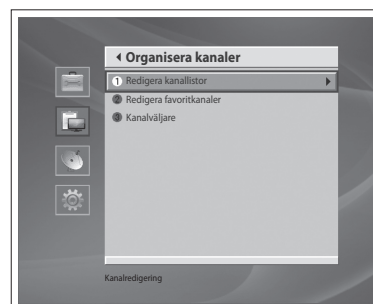 Organisera kanaler
1 Redigera kanallistor
2 Redigera favoritkanaler
3 Kanalväljare
Kanalredigering